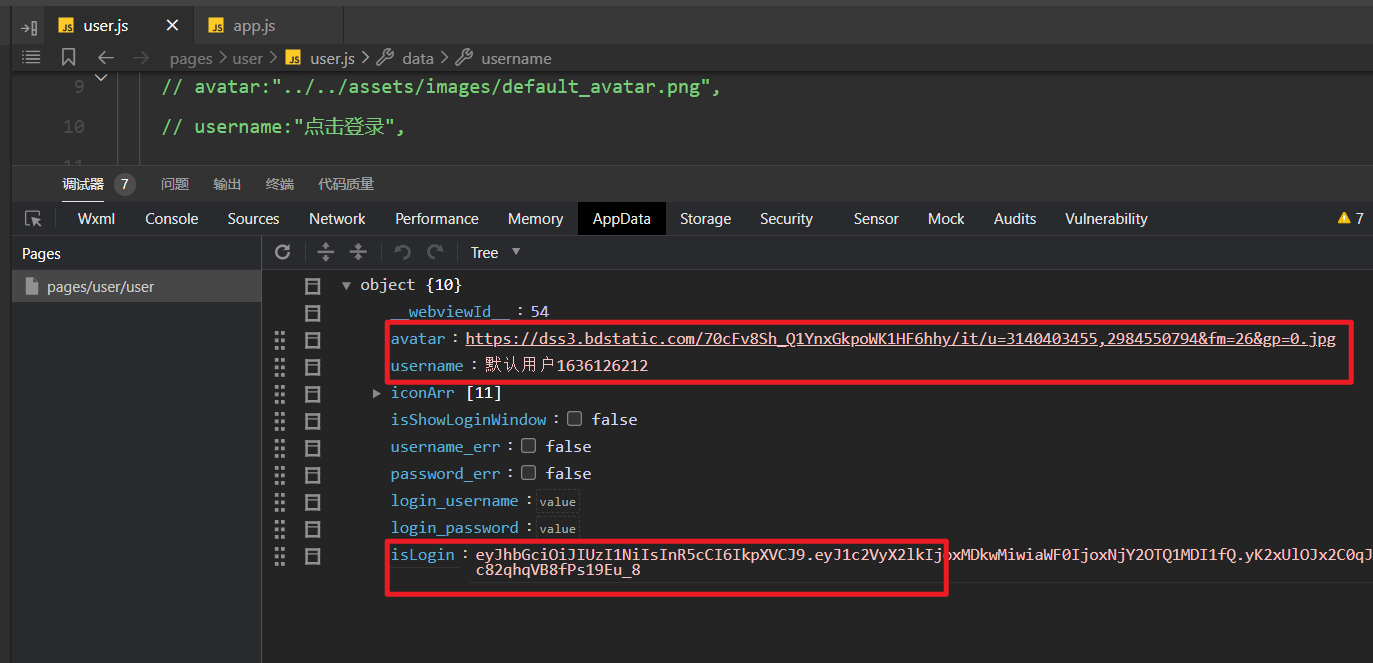 user.js
app.js
pages user user.js data username
9 // avatar:"../../assets/images/default_avatar.png",
10 // username:"点击登录",
11
调试器 7 问题 输出 终端 代码质量
Wxml Console Sources Network Performance Memory AppData Storage Security Sensor Mock Audits Vulnerability 7
Pages
Tree
pages/user/user
object {10}
__webviewId__ : 54
avatar : https://dss3.bdstatic.com/70cFv8Sh_Q1YnxGkpoWK1HF6hhy/it/u=3140403455,2984550794&fm=26&gp=0.jpg
username : 默认用户1636126212
iconArr [11]
isShowLoginWindow : false
username_err : false
password_err : false
login_username : value
login_password : value
isLogin : eyJhbGciOiJIUzI1NiIsInR5cCI6IkpXVCJ9.eyJ1c2VyX2lkIjoxMDkwMiwiaWF0IjoxNjY2OTQ1MDI1fQ.yK2xUlOJx2C0qJ
c82qhqVB8fPs19Eu_8